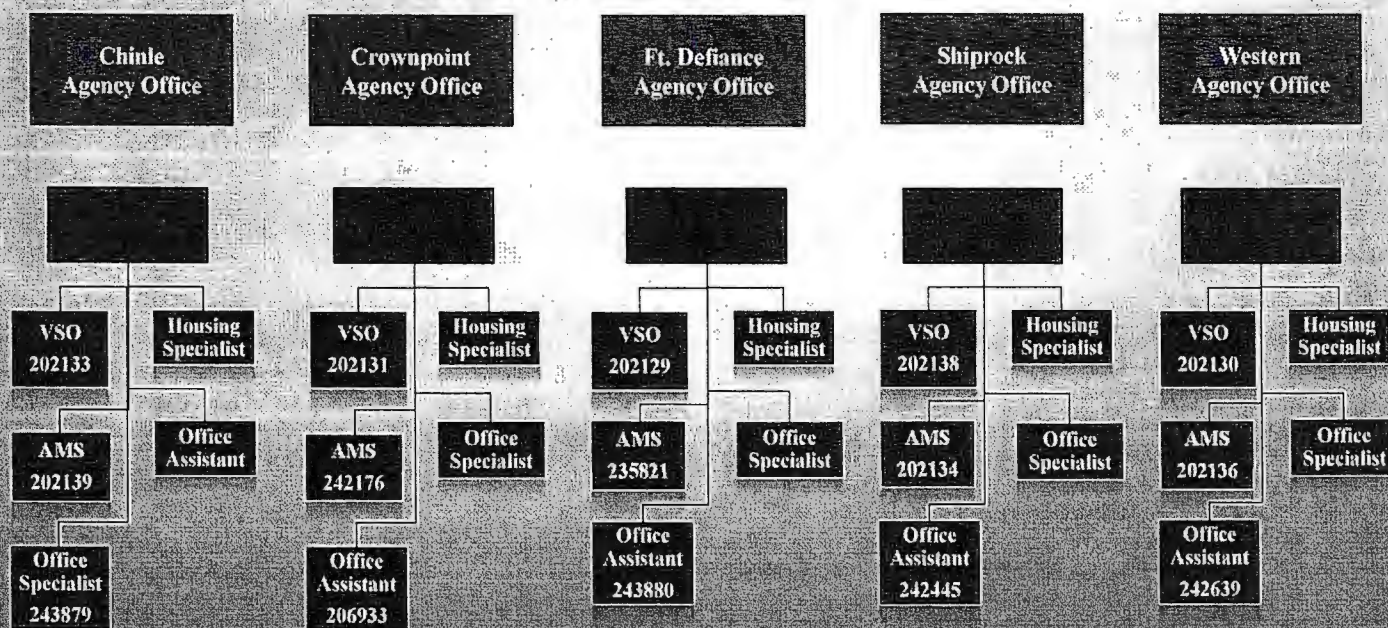 Chinle
Agency Office
Crownpoint
Agency Office
Ft. Defiance
Agency Office
Shiprock
Agency Office
Western
Agency Office
VSO
202133
Housing
Specialist
AMS
202139
Office
Assistant
Office
Specialist
243879
VSO
202131
Housing
Specialist
AMS
242176
Office
Specialist
Office
Assistant
206933
VSO
202129
Housing
Specialist
AMS
235821
Office
Specialist
Office
Assistant
243880
VSO
202138
Housing
Specialist
AMS
202134
Office
Specialist
Office
Assistant
242445
VSO
202130
Housing
Specialist
AMS
202136
Office
Specialist
Office
Assistant
242639